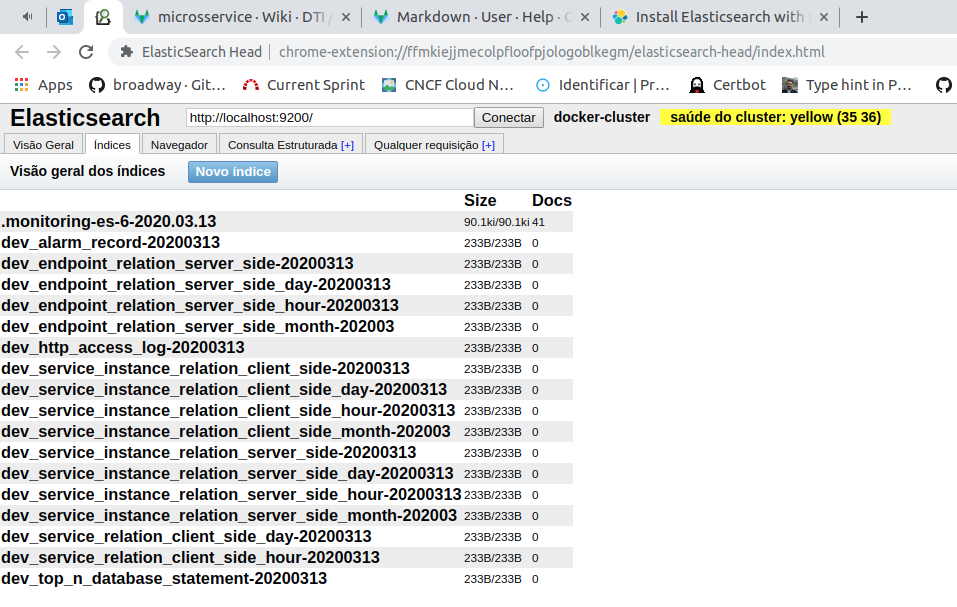 microsservice · Wiki · DTI /
Markdown · User · Help · G
Install Elasticsearch with
ElasticSearch Head | chrome-extension://ffmkiejjmecolpfloofpjologoblkegm/elasticsearch-head/index.html
Apps broadway · Git... Current Sprint CNCF Cloud N... Identificar | Pr... Certbot Type hint in P...
Elasticsearch http://localhost:9200/ Conectar docker-cluster saúde do cluster: yellow (35 36)
Visão Geral Índices Navegador Consulta Estruturada [+] Qualquer requisição [+]
Visão geral dos índices Novo índice
Size Docs
.monitoring-es-6-2020.03.13 90.1ki/90.1ki 41
dev_alarm_record-20200313 233B/233B 0
dev_endpoint_relation_server_side-20200313 233B/233B 0
dev_endpoint_relation_server_side_day-20200313 233B/233B 0
dev_endpoint_relation_server_side_hour-20200313 233B/233B 0
dev_endpoint_relation_server_side_month-202003 233B/233B 0
dev_http_access_log-20200313 233B/233B 0
dev_service_instance_relation_client_side-20200313 233B/233B 0
dev_service_instance_relation_client_side_day-20200313 233B/233B 0
dev_service_instance_relation_client_side_hour-20200313 233B/233B 0
dev_service_instance_relation_client_side_month-202003 233B/233B 0
dev_service_instance_relation_server_side-20200313 233B/233B 0
dev_service_instance_relation_server_side_day-20200313 233B/233B 0
dev_service_instance_relation_server_side_hour-20200313 233B/233B 0
dev_service_instance_relation_server_side_month-202003 233B/233B 0
dev_service_relation_client_side_day-20200313 233B/233B 0
dev_service_relation_client_side_hour-20200313 233B/233B 0
dev_top_n_database_statement-20200313 233B/233B 0